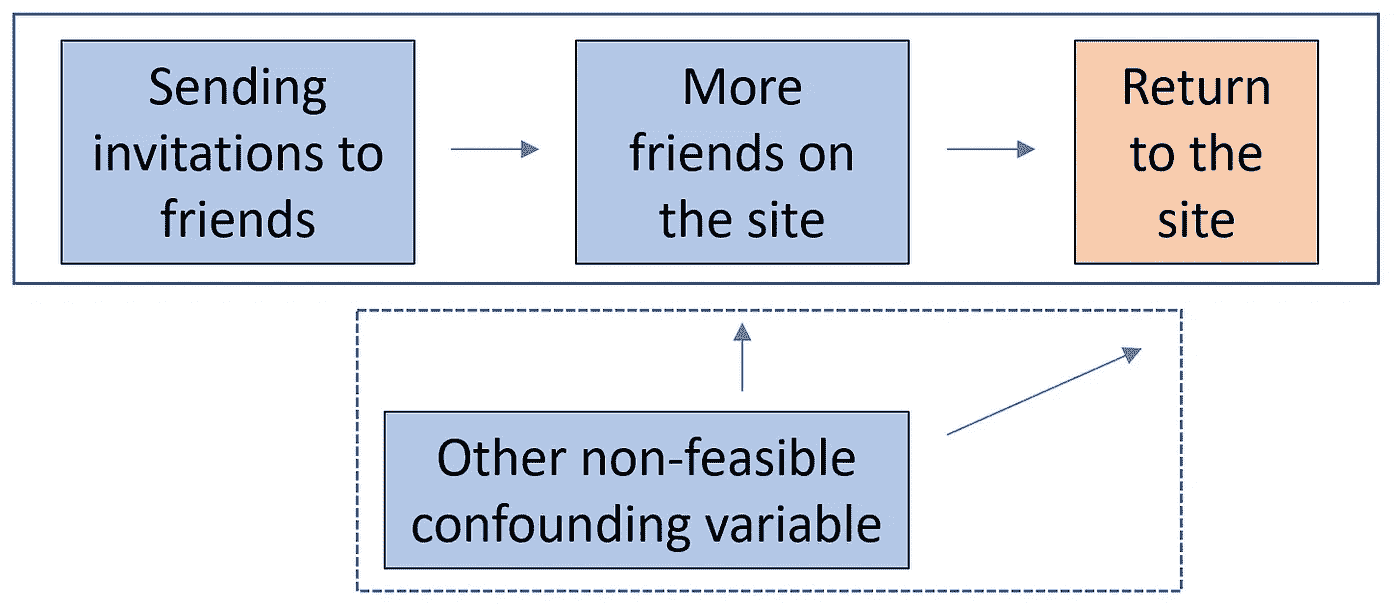 Sending
invitations to
friends
More
friends on
the site
Return
to the
site
Other non-feasible
confounding variable